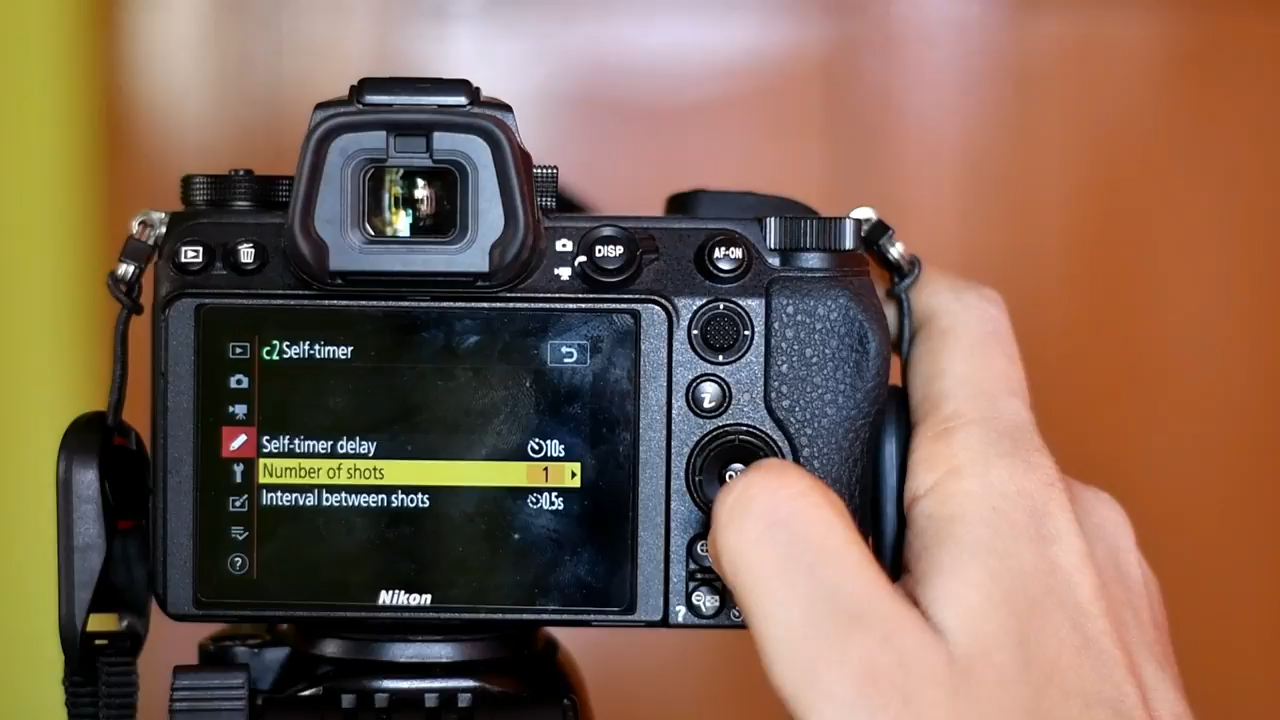 DISP
AF-ON
c2 Self-timer
Self-timer delay 10s
Number of shots 1
Interval between shots 0.5s
i
?
?
Nikon